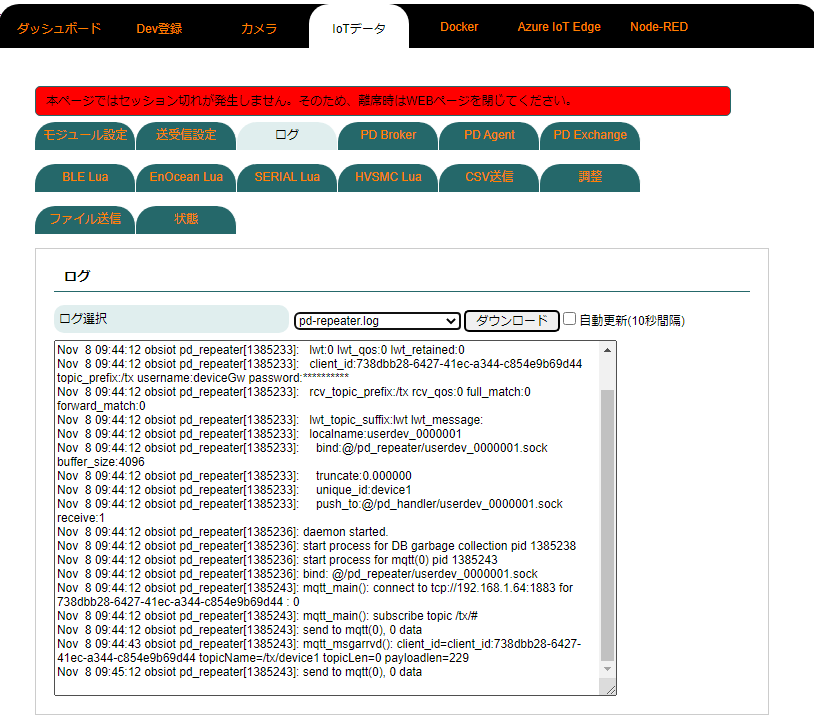 ダッシュボード Dev登録 カメラ IoTデータ Docker Azure IoT Edge Node-RED
本ページではセッション切れが発生しません。そのため、離席時はWEBページを閉じてください。
モジュール設定 送受信設定 ログ PD Broker PD Agent PD Exchange
BLE Lua EnOcean Lua SERIAL Lua HVSMC Lua CSV送信 調整
ファイル送信 状態
ログ
ログ選択 pd-repeater.log ダウンロード 自動更新(10秒間隔)
Nov  8 09:44:12 obsiot pd_repeater[1385233]:   lwt:0 lwt_qos:0 lwt_retained:0
Nov  8 09:44:12 obsiot pd_repeater[1385233]:   client_id:738dbb28-6427-41ec-a344-c854e9b69d44
topic_prefix:/tx username:deviceGw password:**********
Nov  8 09:44:12 obsiot pd_repeater[1385233]:   rcv_topic_prefix:/tx rcv_qos:0 full_match:0
forward_match:0
Nov  8 09:44:12 obsiot pd_repeater[1385233]:   lwt_topic_suffix:lwt lwt_message:
Nov  8 09:44:12 obsiot pd_repeater[1385233]:   localname:userdev_0000001
Nov  8 09:44:12 obsiot pd_repeater[1385233]:     bind:@/pd_repeater/userdev_0000001.sock
buffer_size:4096
Nov  8 09:44:12 obsiot pd_repeater[1385233]:     truncate:0.000000
Nov  8 09:44:12 obsiot pd_repeater[1385233]:     unique_id:device1
Nov  8 09:44:12 obsiot pd_repeater[1385233]:     push_to:@/pd_handler/userdev_0000001.sock
receive:1
Nov  8 09:44:12 obsiot pd_repeater[1385236]: daemon started.
Nov  8 09:44:12 obsiot pd_repeater[1385236]: start process for DB garbage collection pid 1385238
Nov  8 09:44:12 obsiot pd_repeater[1385236]: start process for mqtt(0) pid 1385243
Nov  8 09:44:12 obsiot pd_repeater[1385236]: bind: @/pd_repeater/userdev_0000001.sock
Nov  8 09:44:12 obsiot pd_repeater[1385243]: mqtt_main(): connect to tcp://192.168.1.64:1883 for
738dbb28-6427-41ec-a344-c854e9b69d44 : 0
Nov  8 09:44:12 obsiot pd_repeater[1385243]: mqtt_main(): subscribe topic /tx/#
Nov  8 09:44:12 obsiot pd_repeater[1385243]: send to mqtt(0), 0 data
Nov  8 09:44:43 obsiot pd_repeater[1385243]: mqtt_msgarrvd(): client_id=client_id:738dbb28-6427-
41ec-a344-c854e9b69d44 topicName=/tx/device1 topicLen=0 payloadlen=229
Nov  8 09:45:12 obsiot pd_repeater[1385243]: send to mqtt(0), 0 data